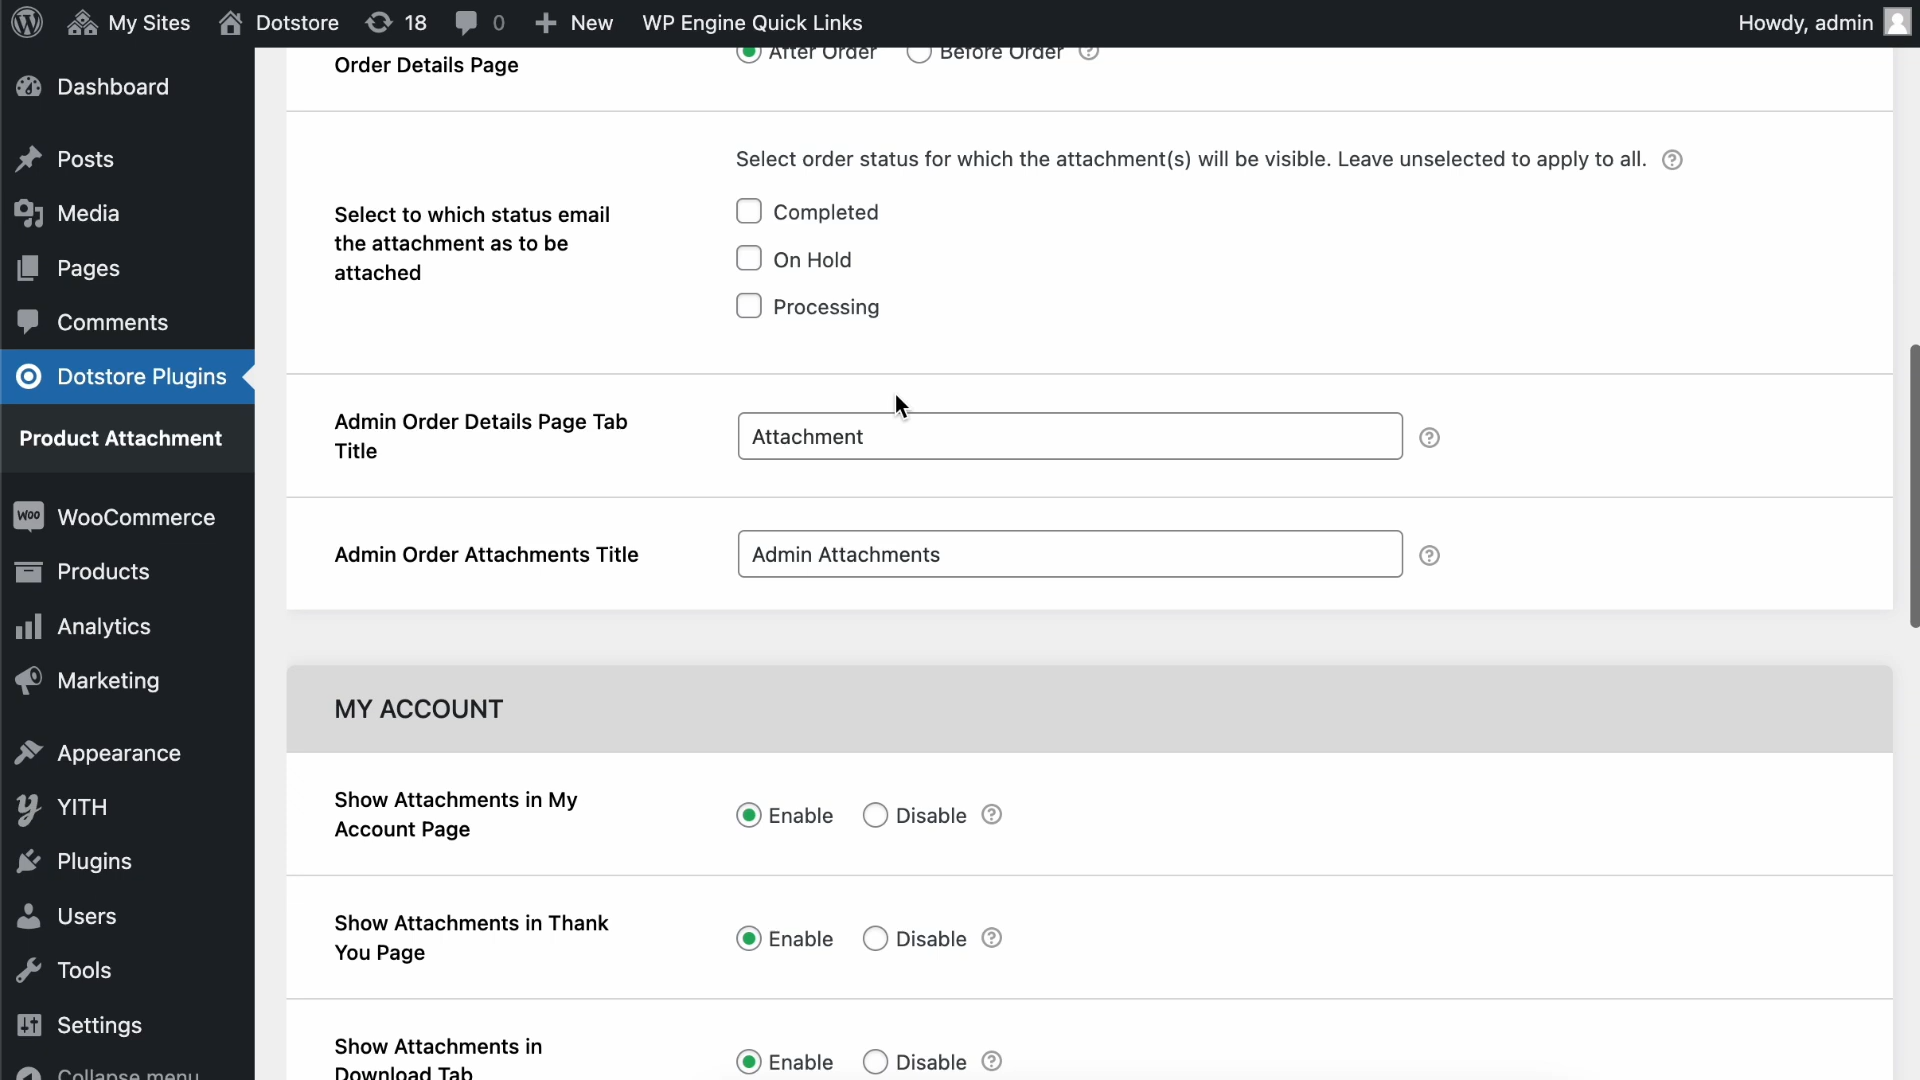 My Sites Dotstore 18 0 New WP Engine Quick Links Howdy, admin
Dashboard
Posts
Media
Pages
Comments
Dotstore Plugins
Product Attachment
WOO WooCommerce
Products
Analytics
Marketing
Appearance
YITH
Plugins
Users
Tools
Settings
Collapse menu
Order Details Page
After Order Before Order ?
Select to which status email
the attachment as to be
attached
Select order status for which the attachment(s) will be visible. Leave unselected to apply to all. ?
Completed
On Hold
Processing
Admin Order Details Page Tab
Title
Attachment ?
Admin Order Attachments Title
Admin Attachments ?
MY ACCOUNT
Show Attachments in My
Account Page
Enable Disable ?
Show Attachments in Thank
You Page
Enable Disable ?
Show Attachments in
Download Tab
Enable Disable ?